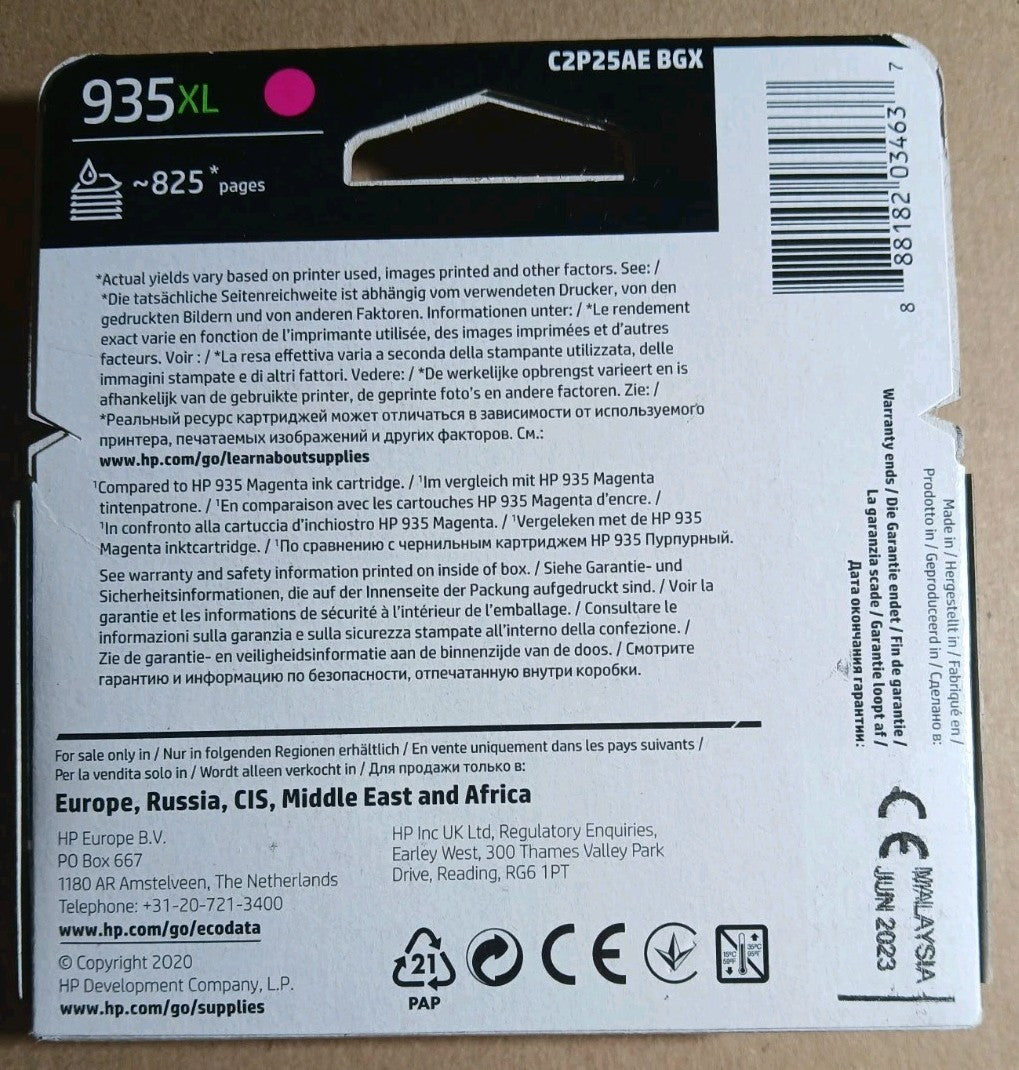 935XL
C2P25AE BGX
~825* pages
*Actual yields vary based on printer used, images printed and other factors. See: /
*Die tatsächliche Seitenreichweite ist abhängig vom verwendeten Drucker, von den
gedruckten Bildern und von anderen Faktoren. Informationen unter: / *Le rendement
exact varie en fonction de l'imprimante utilisée, des images imprimées et d'autres
facteurs. Voir : / *La resa effettiva varia a seconda della stampante utilizzata, delle
immagini stampate e di altri fattori. Vedere: / *De werkelijke opbrengst varieert en is
afhankelijk van de gebruikte printer, de geprinte foto's en andere factoren. Zie: /
*Реальный ресурс картриджей может отличаться в зависимости от используемого
принтера, печатаемых изображений и других факторов. См.:
www.hp.com/go/learnaboutsupplies
¹Compared to HP 935 Magenta ink cartridge. / ¹Im vergleich mit HP 935 Magenta
tintenpatrone. / ¹En comparaison avec les cartouches HP 935 Magenta d'encre. /
¹In confronto alla cartuccia d'inchiostro HP 935 Magenta. / ¹Vergeleken met de HP 935
Magenta inktcartridge. / ¹По сравнению с чернильным картриджем HP 935 Пурпурный.
See warranty and safety information printed on inside of box. / Siehe Garantie- und
Sicherheitsinformationen, die auf der Innenseite der Packung aufgedruckt sind. / Voir la
garantie et les informations de sécurité à l'intérieur de l'emballage. / Consultare le
informazioni sulla garanzia e sulla sicurezza stampate all'interno della confezione. /
Zie de garantie- en veiligheidsinformatie aan de binnenzijde van de doos. / Смотрите
гарантию и информацию по безопасности, отпечатанную внутри коробки.
For sale only in / Nur in folgenden Regionen erhältlich / En vente uniquement dans les pays suivants /
Per la vendita solo in / Wordt alleen verkocht in / Для продажи только в:
Europe, Russia, CIS, Middle East and Africa
HP Europe B.V.
PO Box 667
1180 AR Amstelveen, The Netherlands
Telephone: +31-20-721-3400
www.hp.com/go/ecodata
© Copyright 2020
HP Development Company, L.P.
www.hp.com/go/supplies
HP Inc UK Ltd, Regulatory Enquiries,
Earley West, 300 Thames Valley Park
Drive, Reading, RG6 1PT
21
PAP
CE
8 88182 03463 7
Made in / Hergestellt in / Fabriqué en /
Prodotto in / Geproduceerd in / Сделано в:
MALAYSIA
Warranty ends / Die Garantie endet / Fin de garantie /
La garanzia scade / Garantie loopt af /
Дата окончания гарантии:
JUN 2023
CE